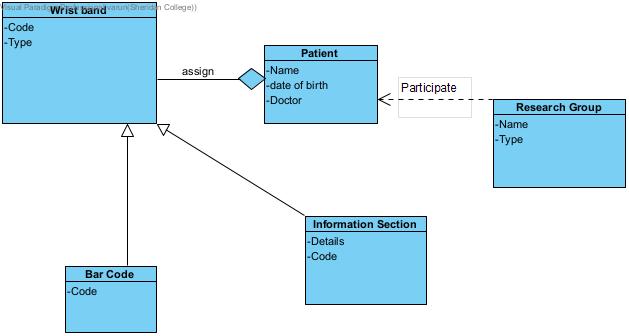 Visual Paradigm
(Sheridan College))
Wrist band
-Code
-Type
assign
Patient
-Name
-date of birth
-Doctor
Participate
Research Group
-Name
-Type
Information Section
-Details
-Code
Bar Code
-Code